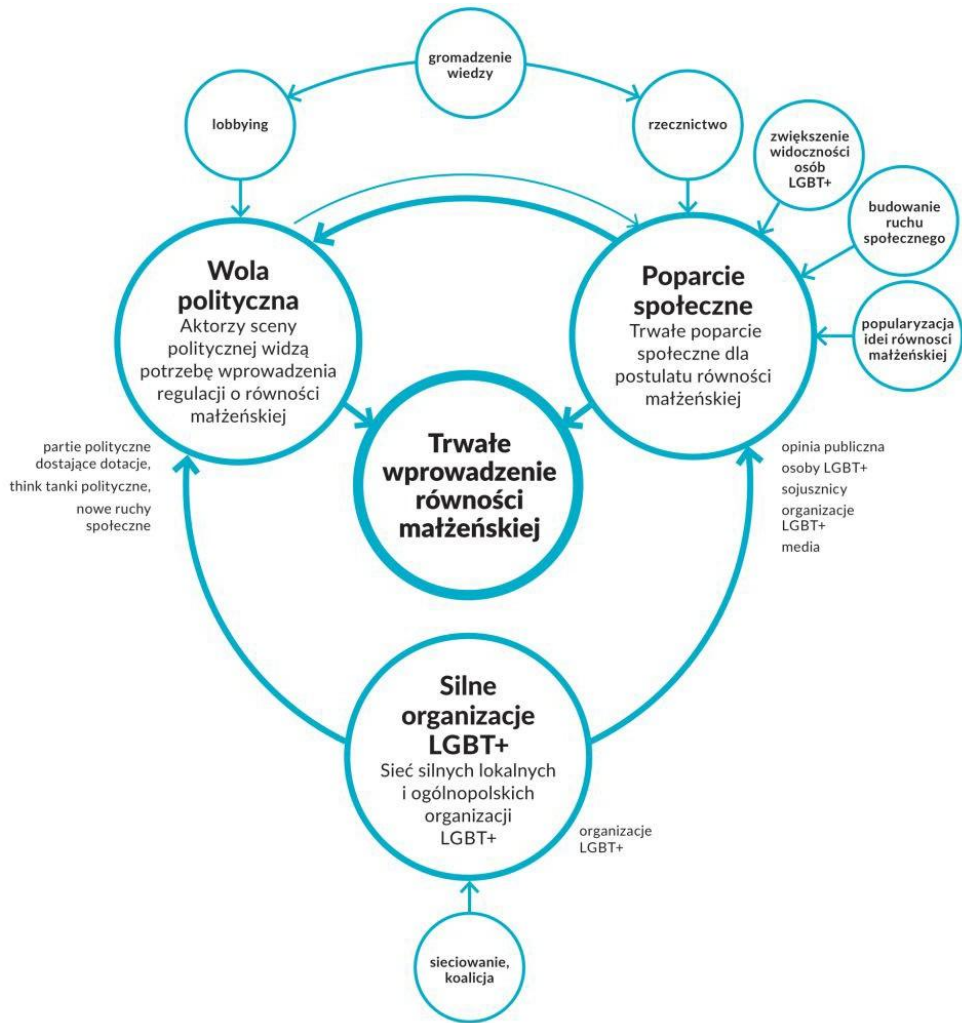 gromadzenie
wiedzy
lobbying
rzecznictwo
zwiększenie
widoczności
osób
LGBT+
budowanie
ruchu
społecznego
popularyzacja
idei równosci
małżeńskiej
Wola
polityczna
Aktorzy sceny
politycznej widzą
potrzebę wprowadzenia
regulacji o równości
małżeńskiej
Poparcie
społeczne
Trwałe poparcie
społeczne dla
postulatu równości
małżeńskiej
Trwałe
wprowadzenie
równości
małżeńskiej
partie polityczne
dostające dotacje,
think tanki polityczne,
nowe ruchy
społeczne
opinia publiczna
osoby LGBT+
sojusznicy
organizacje
LGBT+
media
Silne
organizacje
LGBT+
Sieć silnych lokalnych
i ogólnopolskich
organizacji
LGBT+
organizacje
LGBT+
sieciowanie,
koalicja